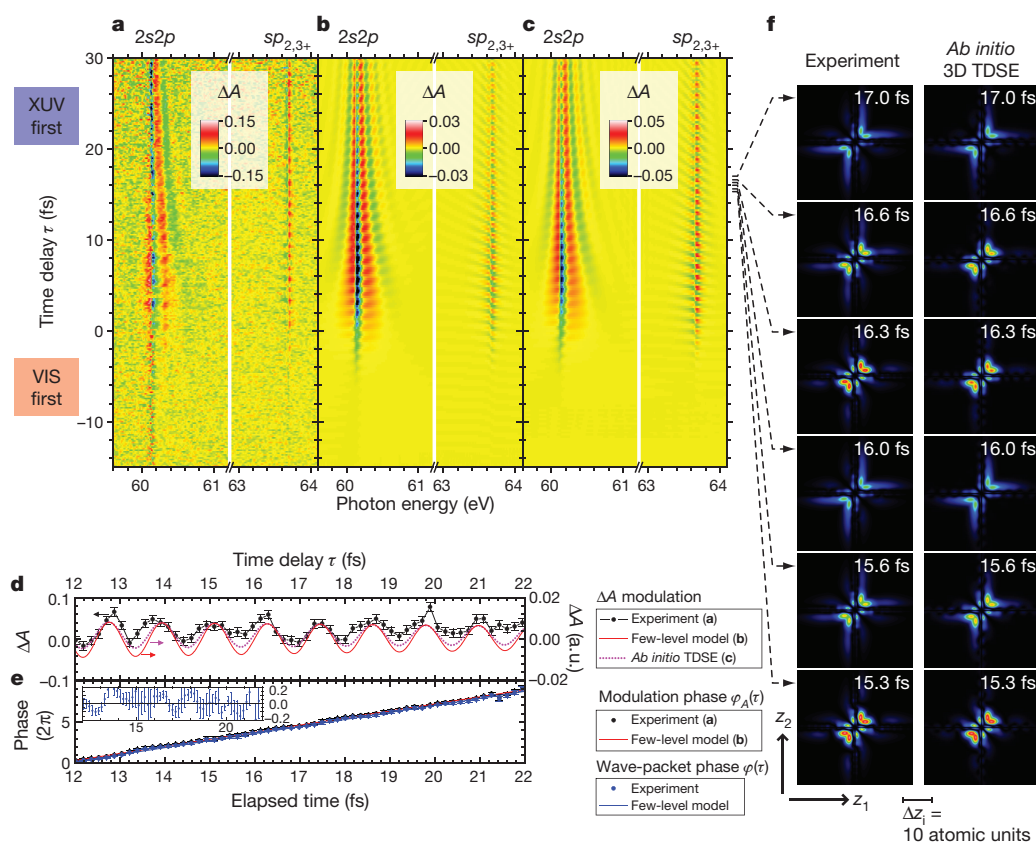 a
b
c
f
2s2p
sp2,3+
2s2p
sp2,3+
2s2p
sp2,3+
Experiment
Ab initio
3D TDSE
XUV
first
VIS
first
Time delay τ (fs)
30
20
10
0
−10
ΔA
0.15
0.00
−0.15
ΔA
0.03
0.00
−0.03
ΔA
0.05
0.00
−0.05
60 61 63 64
60 61 63 64
60 61 63 64
Photon energy (eV)
17.0 fs 17.0 fs
16.6 fs 16.6 fs
16.3 fs 16.3 fs
16.0 fs 16.0 fs
15.6 fs 15.6 fs
15.3 fs 15.3 fs
z2
z1
Δzi =
10 atomic units
Time delay τ (fs)
d
12 13 14 15 16 17 18 19 20 21 22
ΔA
0.1
0.0
−0.1
0.02
0.00
−0.02
ΔA (a.u.)
ΔA modulation
Experiment (a)
Few-level model (b)
Ab initio TDSE (c)
e
Phase
(2π)
5
0
0.2
0.0
−0.2
15 20
12 13 14 15 16 17 18 19 20 21 22
Elapsed time (fs)
Modulation phase φA(τ)
Experiment (a)
Few-level model (b)
Wave-packet phase φ(τ)
Experiment
Few-level model